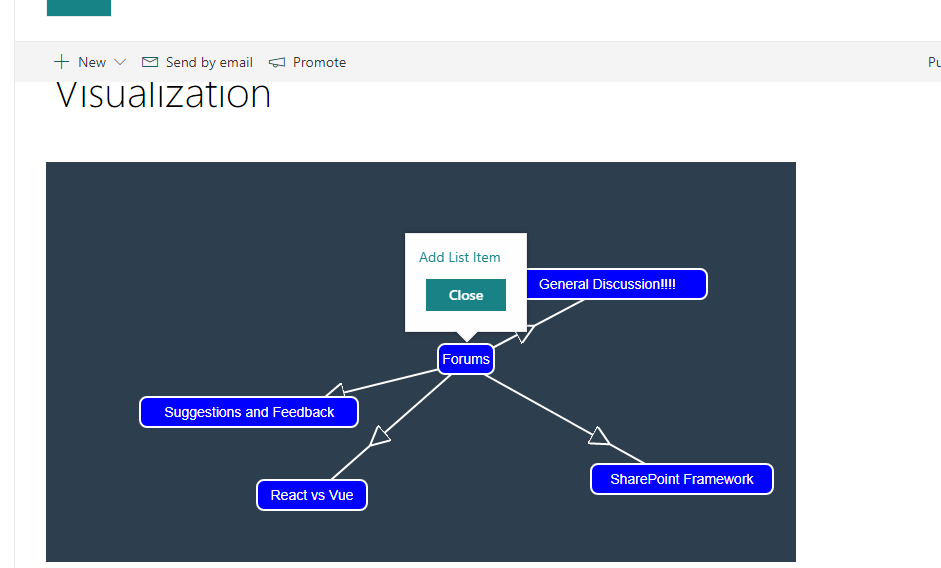 New
Send by email
Promote
Visualization
Add List Item
Close
General Discussion!!!!
Forums
Suggestions and Feedback
SharePoint Framework
React vs Vue